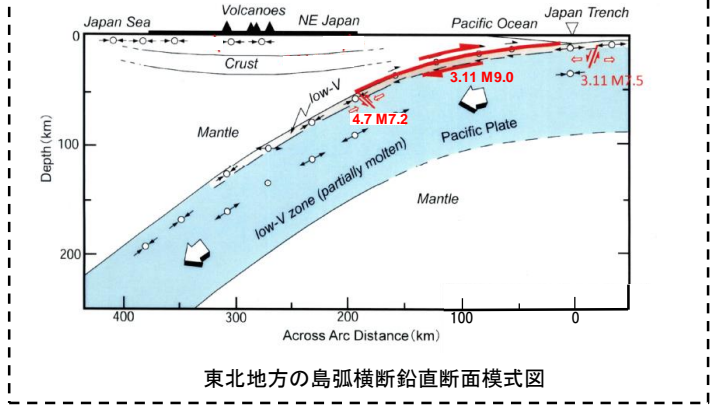 Volcanoes
Japan Sea
NE Japan
Pacific Ocean
Japan Trench
0
Crust
3.11 M9.0
3.11 M7.5
low-V
4.7 M7.2
Mantle
100
Pacific Plate
Depth(km)
low-V zone (partially molten)
Mantle
200
400
300
200
100
0
Across Arc Distance(km)
東北地方の島弧横断鉛直断面模式図